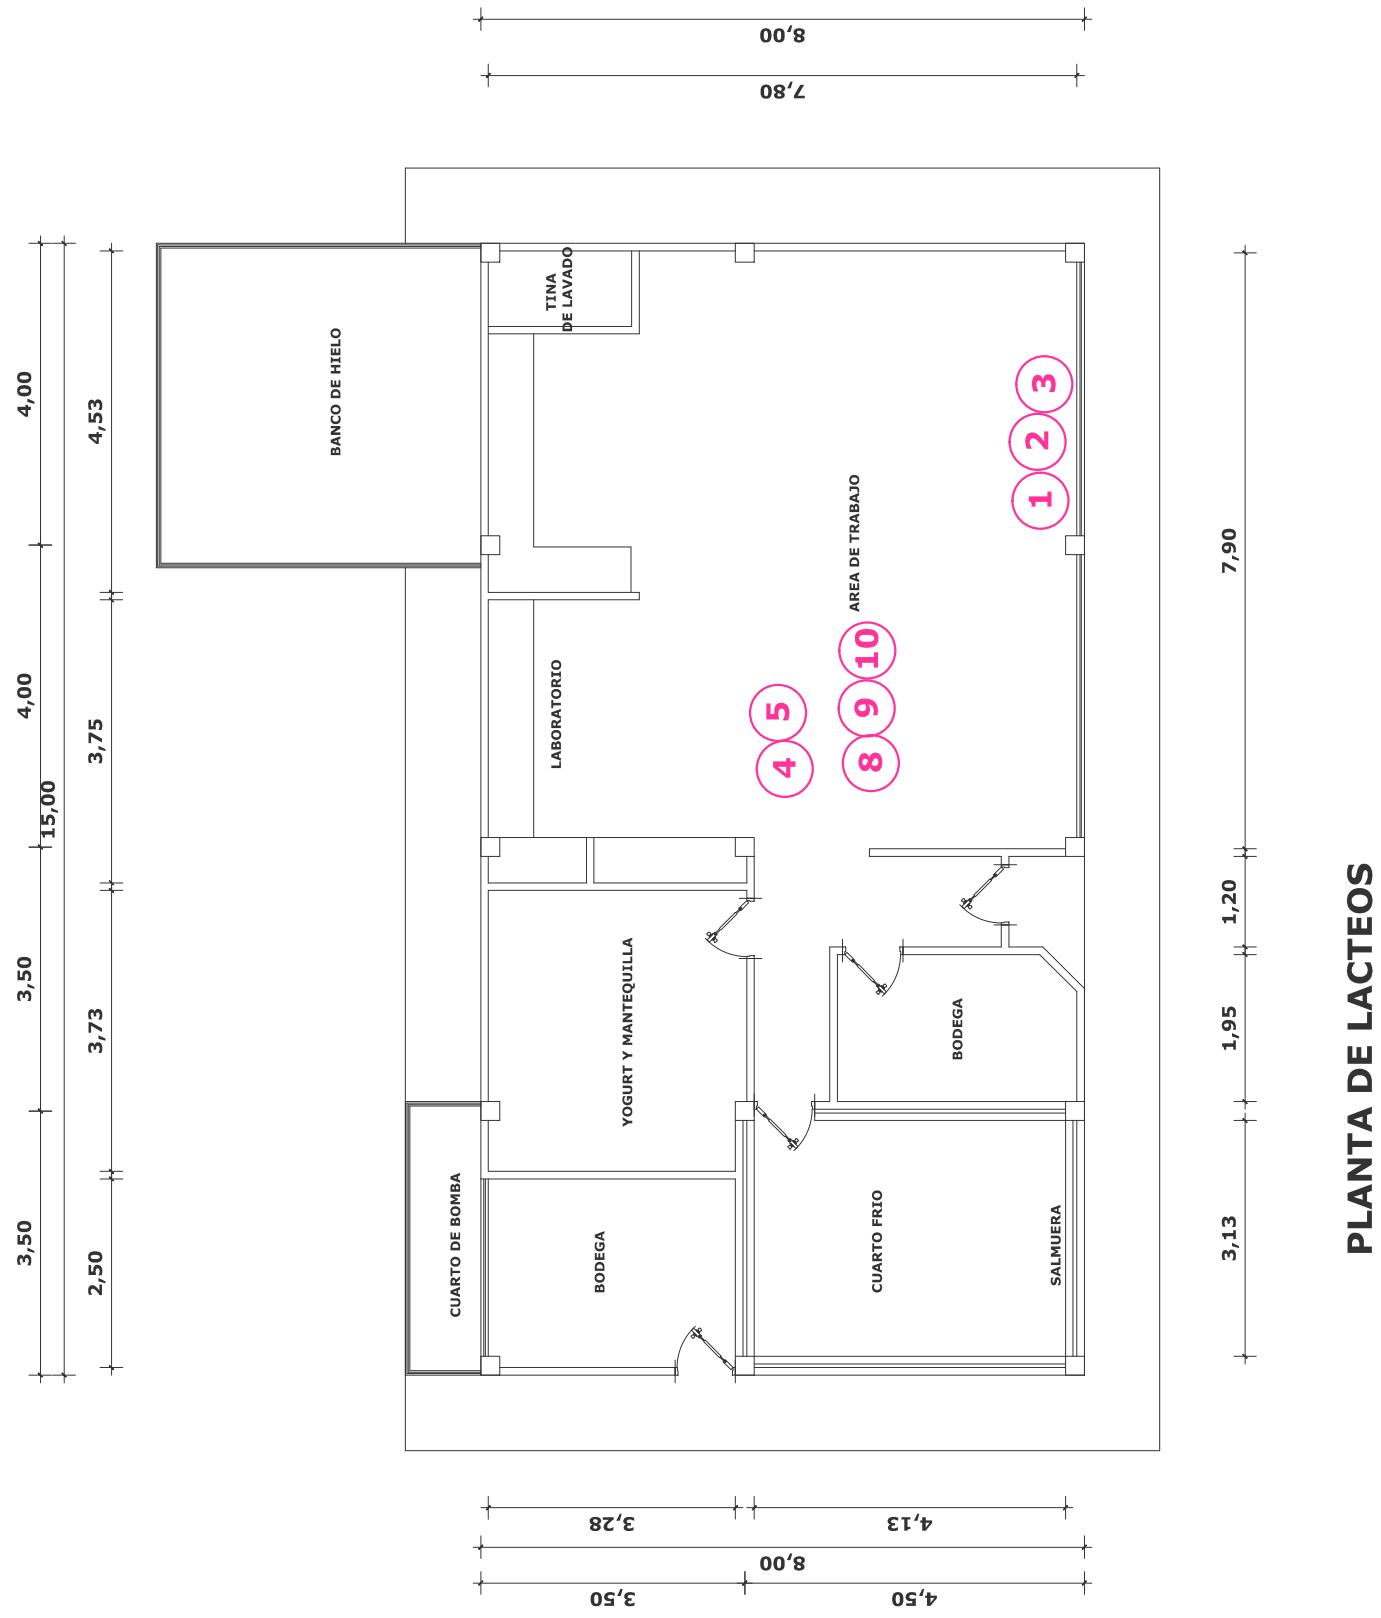 8,00
7,80
4,00
4,00
3,50
3,50
15,00
4,53
3,75
3,73
2,50
BANCO DE HIELO
TINA
DE LAVADO
LABORATORIO
AREA DE TRABAJO
1
2
3
4
5
8
9
10
YOGURT Y MANTEQUILLA
BODEGA
CUARTO DE BOMBA
BODEGA
CUARTO FRIO
SALMUERA
7,90
1,20
1,95
3,13
3,28
4,13
8,00
3,50
4,50
PLANTA DE LACTEOS